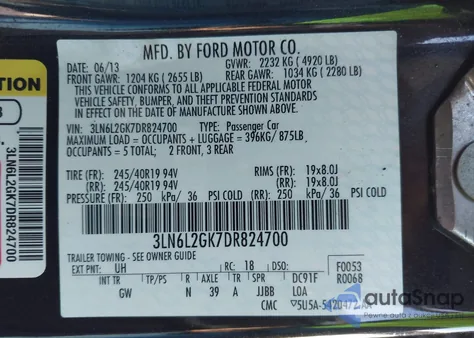 MFD. BY FORD MOTOR CO.
DATE: 06/13 GVWR: 2232 KG ( 4920 LB)
FRONT GAWR: 1204 KG ( 2655 LB) REAR GAWR: 1034 KG ( 2280 LB)
THIS VEHICLE CONFORMS TO ALL APPLICABLE FEDERAL MOTOR
VEHICLE SAFETY, BUMPER, AND THEFT PREVENTION STANDARDS
IN EFFECT ON THE DATE OF MANUFACTURE SHOWN ABOVE.
VIN: 3LN6L2GK7DR824700 TYPE: Passenger Car
MAXIMUM LOAD = OCCUPANTS + LUGGAGE = 396KG/ 875LB
OCCUPANTS = 5 TOTAL; 2 FRONT, 3 REAR
TIRE (FR): 245/40R19 94V RIMS (FR): 19x8.0J
(RR): 245/40R19 94V (RR): 19x8.0J
PRESSURE (FR): 250 kPa/ 36 PSI COLD (RR): 250 kPa/ 36 PSI COLD
3LN6L2GK7DR824700
TRAILER TOWING - SEE OWNER GUIDE
EXT PNT: UH RC: 18 DSO: F0053
INT TR TP/PS R AXLE TR SPR DC91F R006B
GW N 39 A JJBB LOA
CMC
TION
3LN6L2GK7DR824700
autoSnap